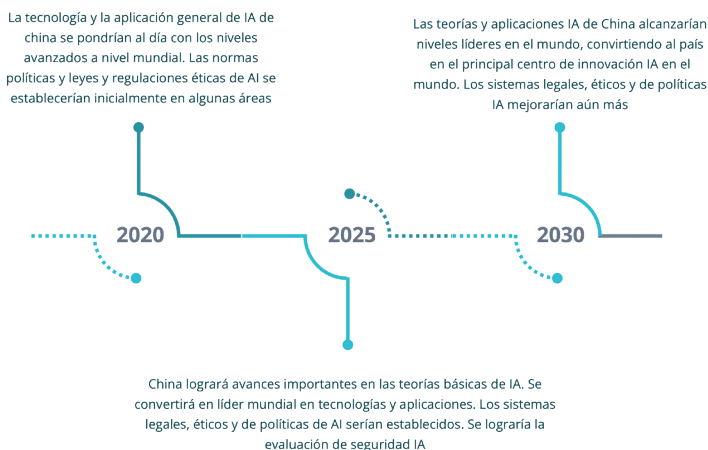 La tecnología y la aplicación general de IA de
china se pondrían al día con los niveles
avanzados a nivel mundial. Las normas
políticas y leyes y regulaciones éticas de AI se
establecerían inicialmente en algunas áreas
Las teorías y aplicaciones IA de China alcanzarían
niveles líderes en el mundo, convirtiendo al país
en el principal centro de innovación IA en el
mundo. Los sistemas legales, éticos y de políticas
IA mejorarían aún más
2020
2025
2030
China logrará avances importantes en las teorías básicas de IA. Se
convertirá en líder mundial en tecnologías y aplicaciones. Los sistemas
legales, éticos y de políticas de AI serían establecidos. Se lograría la
evaluación de seguridad IA